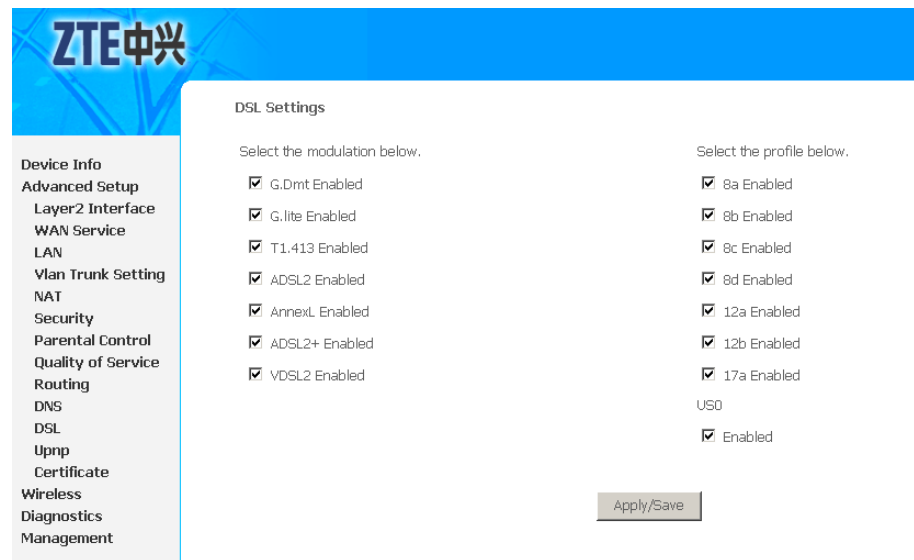 ZTE中兴
DSL Settings
Device Info
Advanced Setup
Layer2 Interface
WAN Service
LAN
Vlan Trunk Setting
NAT
Security
Parental Control
Quality of Service
Routing
DNS
DSL
Upnp
Certificate
Wireless
Diagnostics
Management
Select the modulation below.
G.Dmt Enabled
G.lite Enabled
T1.413 Enabled
ADSL2 Enabled
AnnexL Enabled
ADSL2+ Enabled
VDSL2 Enabled
Select the profile below.
8a Enabled
8b Enabled
8c Enabled
8d Enabled
12a Enabled
12b Enabled
17a Enabled
US0
Enabled
Apply/Save